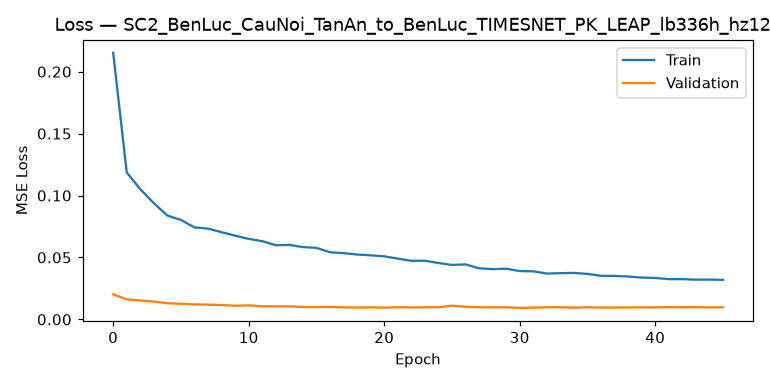 Loss — SC2_BenLuc_CauNoi_TanAn_to_BenLuc_TIMESNET_PK_LEAP_lb336h_hz12
Train
Validation
0.20
0.15
0.10
0.05
0.00
MSE Loss
0 10 20 30 40
Epoch